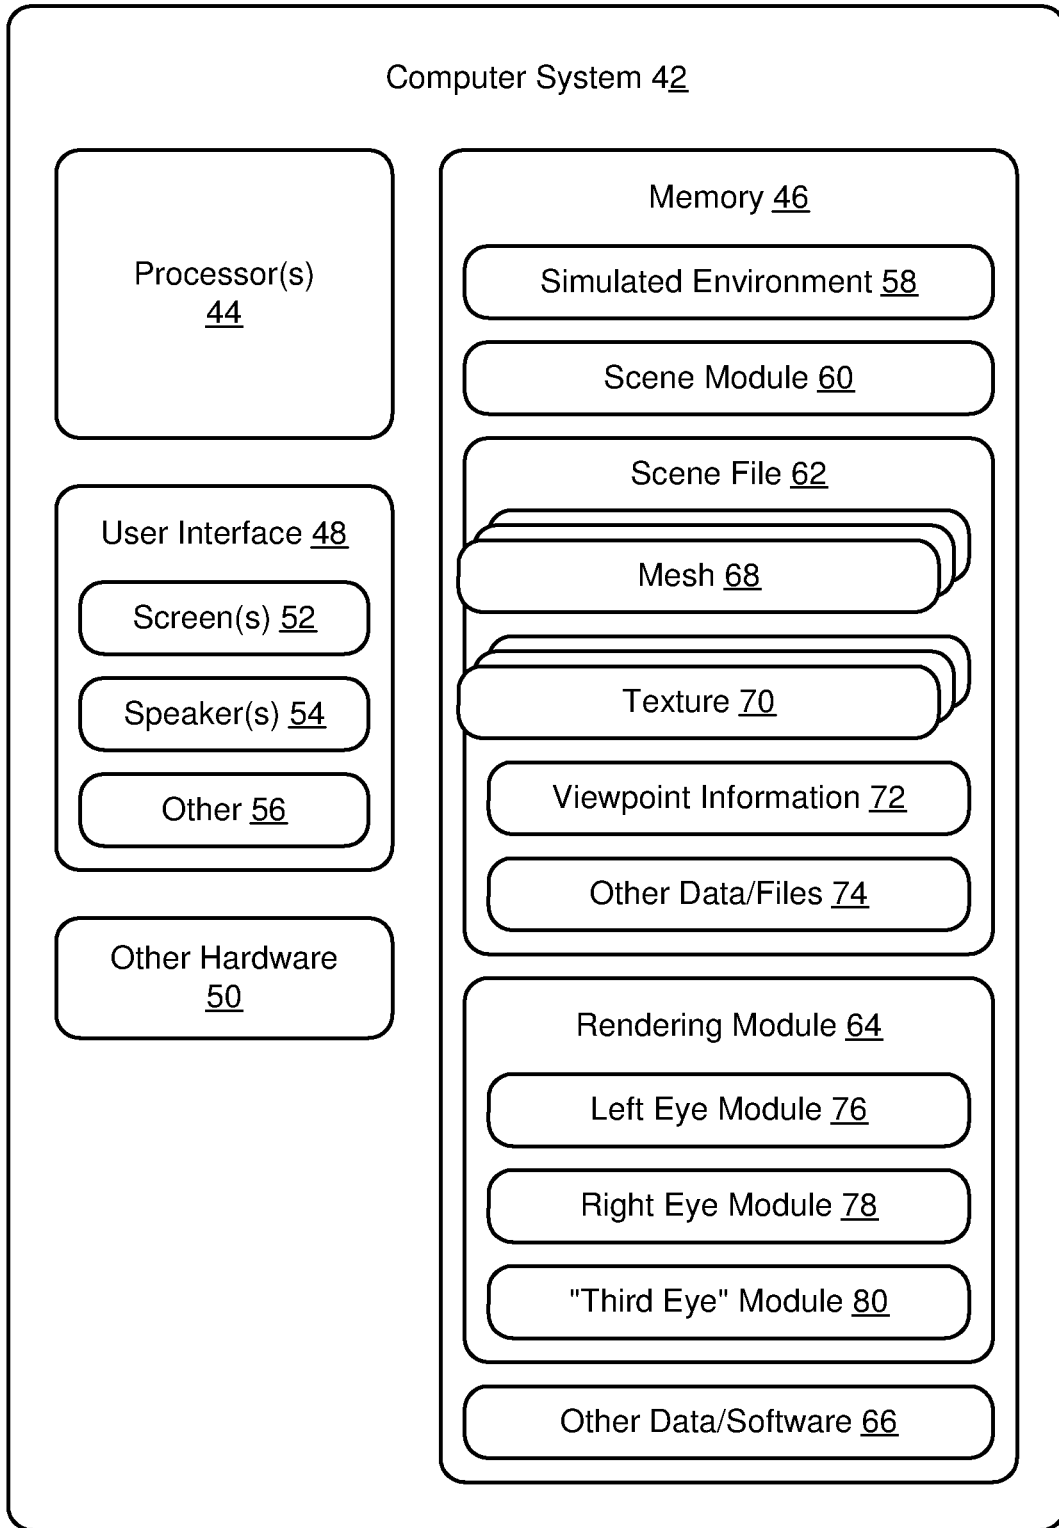 Computer System 42
Processor(s)
44
User Interface 48
Screen(s) 52
Speaker(s) 54
Other 56
Other Hardware
50
Memory 46
Simulated Environment 58
Scene Module 60
Scene File 62
Mesh 68
Texture 70
Viewpoint Information 72
Other Data/Files 74
Rendering Module 64
Left Eye Module 76
Right Eye Module 78
"Third Eye" Module 80
Other Data/Software 66